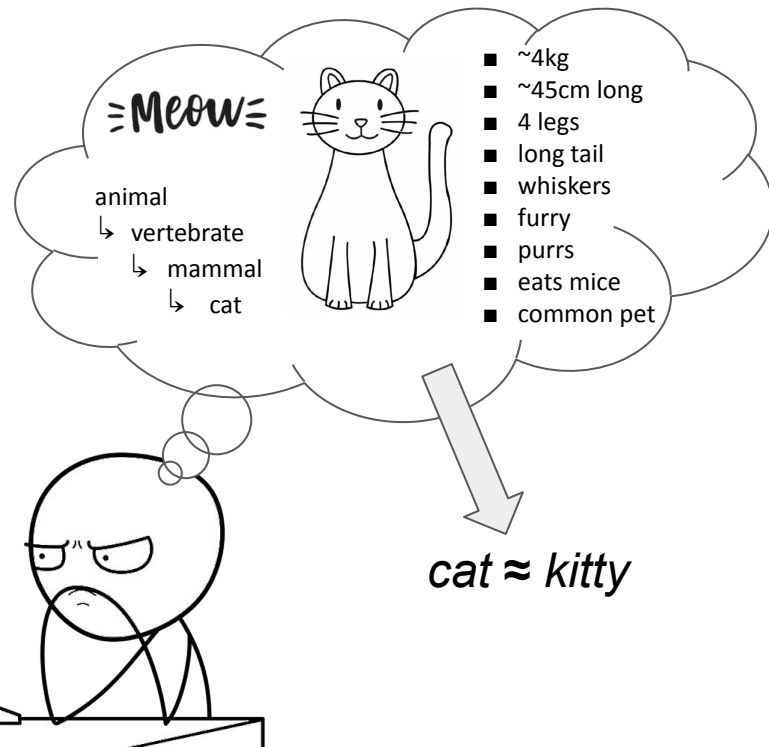 Meow
animal
↳ vertebrate
↳ mammal
↳ cat
■ ~4kg
■ ~45cm long
■ 4 legs
■ long tail
■ whiskers
■ furry
■ purrs
■ eats mice
■ common pet
cat ≈ kitty